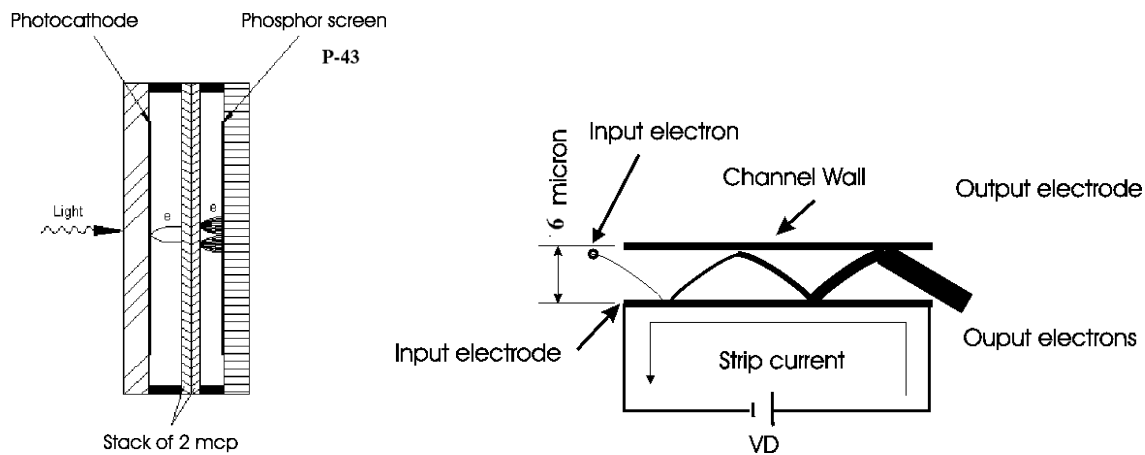 Photocathode
Phosphor screen
P-43
Light
e
e
Stack of 2 mcp
Input electron
6 micron
Channel Wall
Output electrode
Input electrode
Ouput electrons
Strip current
VD